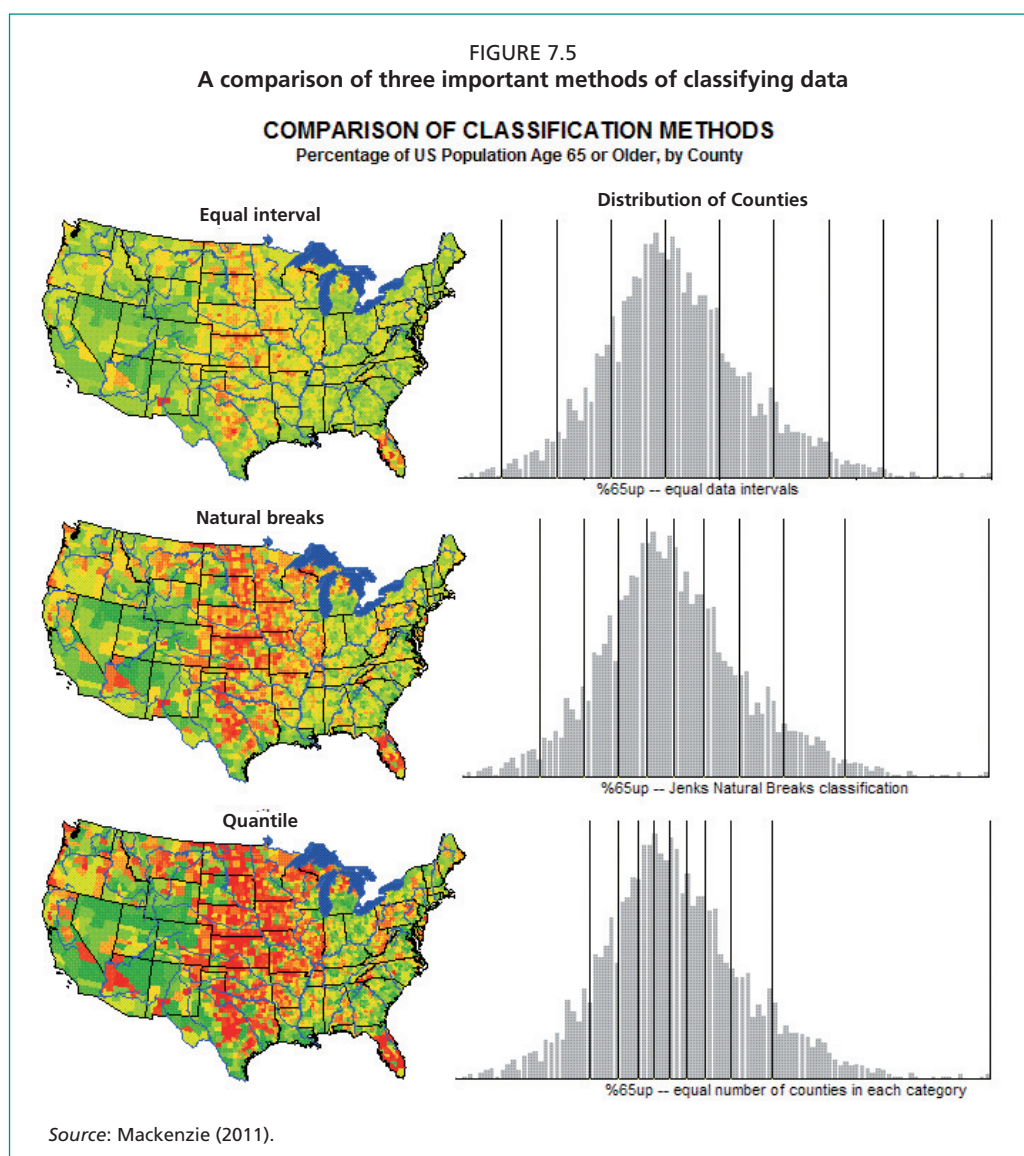 FIGURE 7.5
A comparison of three important methods of classifying data
COMPARISON OF CLASSIFICATION METHODS
Percentage of US Population Age 65 or Older, by County
Equal interval
Distribution of Counties
%65up -- equal data intervals
Natural breaks
%65up -- Jenks Natural Breaks classification
Quantile
%65up -- equal number of counties in each category
Source: Mackenzie (2011).